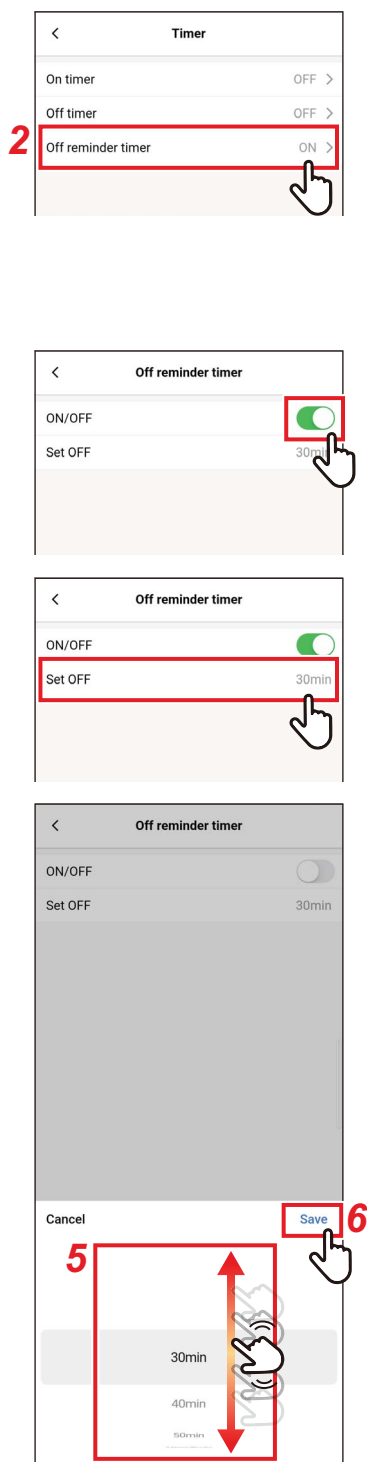 Timer
On timer OFF
Off timer OFF
2 Off reminder timer ON
Off reminder timer
ON/OFF
Set OFF 30min
Off reminder timer
ON/OFF
Set OFF 30min
Off reminder timer
ON/OFF
Set OFF 30min
Cancel Save 6
5
30min
40min
50min